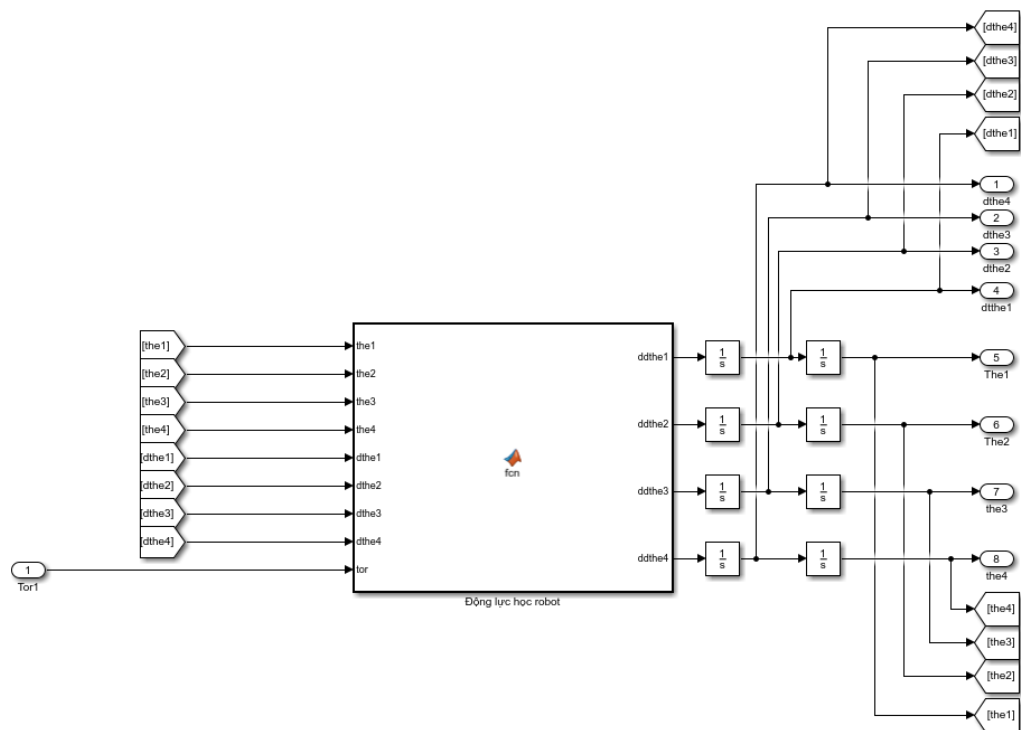 [dthe4]
[dthe3]
[dthe2]
[dthe1]
1
dthe4
2
dthe3
3
dthe2
4
dtthe1
[the1]
[the2]
[the3]
[the4]
[dthe1]
[dthe2]
[dthe3]
[dthe4]
1
Tor1
the1
the2
the3
the4
dthe1
dthe2
dthe3
dthe4
tor
fcn
ddthe1
ddthe2
ddthe3
ddthe4
Động lực học robot
1
s
1
s
1
s
1
s
1
s
1
s
1
s
1
s
5
The1
6
The2
7
the3
8
the4
[the4]
[the3]
[the2]
[the1]